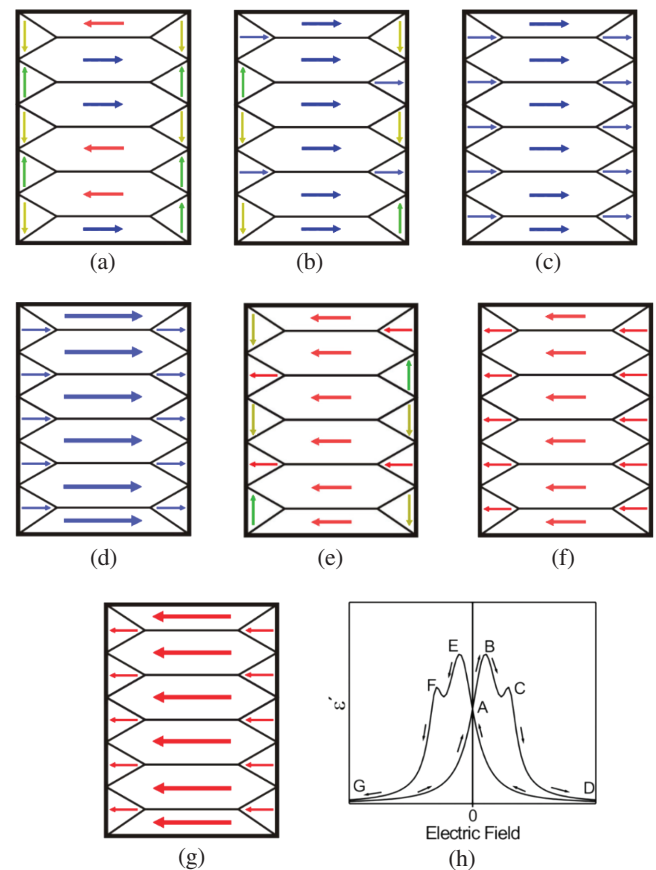 (a)
(b)
(c)
(d)
(e)
(f)
E
B
F
C
ε´
A
G
D
0
Electric Field
(g)
(h)